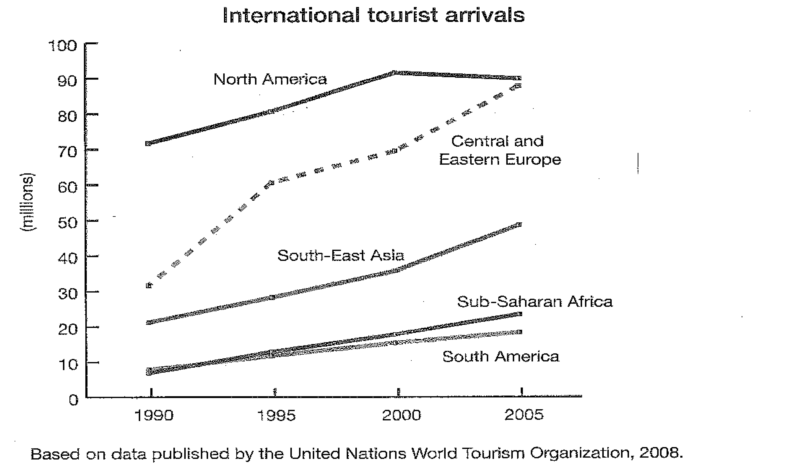 International tourist arrivals
100
90
80
70
60
50
40
30
20
10
0
(millions)
North America
Central and
Eastern Europe
South-East Asia
Sub-Saharan Africa
South America
1990
1995
2000
2005
Based on data published by the United Nations World Tourism Organization, 2008.